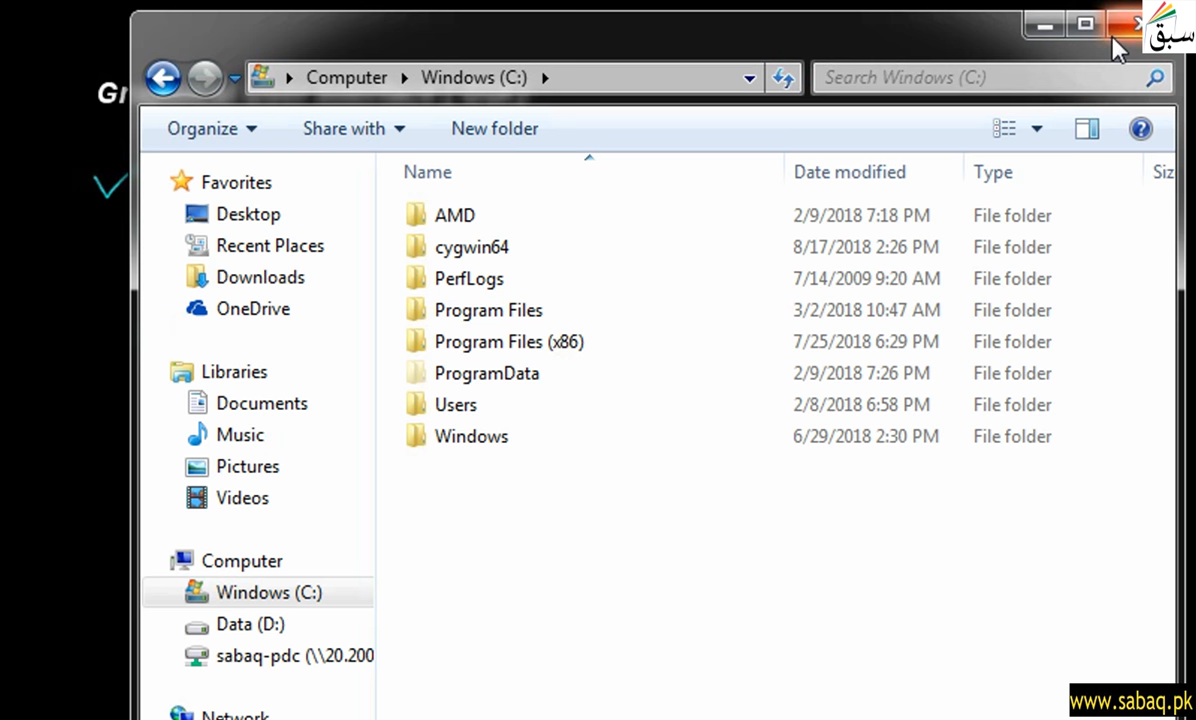 سبق
Gr
Computer Windows (C:)
Search Windows (C:)
Organize Share with New folder
Name Date modified Type Siz
Favorites
Desktop
Recent Places
Downloads
OneDrive
Libraries
Documents
Music
Pictures
Videos
Computer
Windows (C:)
Data (D:)
sabaq-pdc (\\20.200
Network
AMD 2/9/2018 7:18 PM File folder
cygwin64 8/17/2018 2:26 PM File folder
PerfLogs 7/14/2009 9:20 AM File folder
Program Files 3/2/2018 10:47 AM File folder
Program Files (x86) 7/25/2018 6:29 PM File folder
ProgramData 2/9/2018 7:26 PM File folder
Users 2/8/2018 6:58 PM File folder
Windows 6/29/2018 2:30 PM File folder
www.sabaq.pk